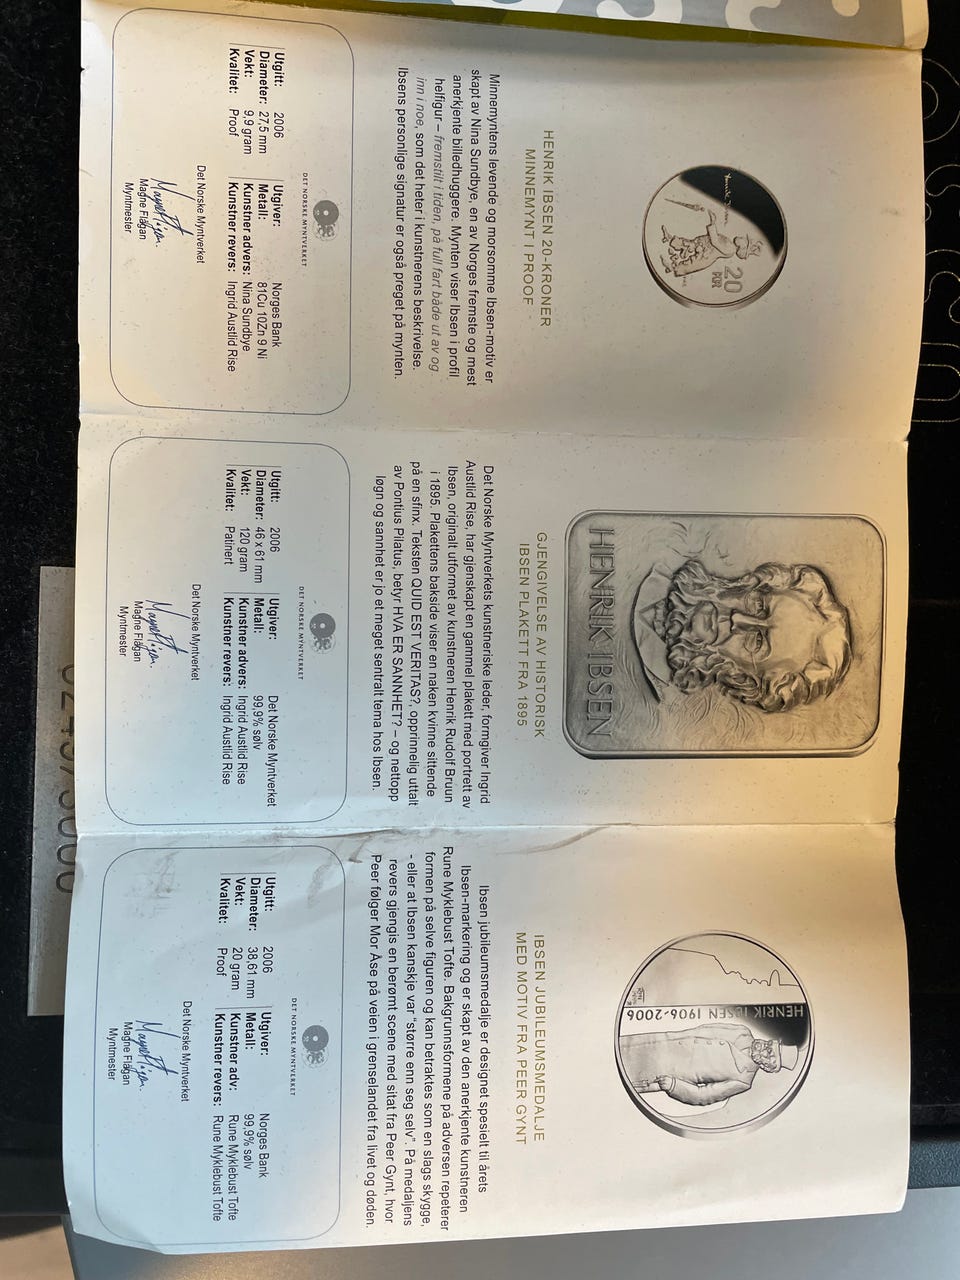 20
KR
HENRIK IBSEN 20-KRONER
MINNEMYNT I PROOF
Minnemyntens levende og morsomme Ibsen-motiv er
skapt av Nina Sundbye, en av Norges fremste og mest
anerkjente billedhuggere. Mynten viser Ibsen i profil
helfigur – fremstilt i tiden, på full fart både ut av og
inn i noe, som det heter i kunstnerens beskrivelse.
Ibsens personlige signatur er også preget på mynten.
DET NORSKE MYNTVERKET
Utgitt: 2006 Utgiver: Norges Bank
Diameter: 27,5 mm Metall: 81Cu 10Zn 9 Ni
Vekt: 9,9 gram Kunstner advers: Nina Sundbye
Kvalitet: Proof Kunstner revers: Ingrid Austlid Rise
Det Norske Myntverket
Magne Flågan
Myntmester
HENRIK IBSEN
GJENGIVELSE AV HISTORISK
IBSEN PLAKETT FRA 1895
Det Norske Myntverkets kunstneriske leder, formgiver Ingrid
Austlid Rise, har gjenskapt en gammel plakett med portrett av
Ibsen, originalt utformet av kunstneren Henrik Rudolf Bruun
i 1895. Plakettens bakside viser en naken kvinne sittende
på en sfinx. Teksten QUID EST VERITAS?, opprinnelig uttalt
av Pontius Pilatus, betyr HVA ER SANNHET? – og nettopp
løgn og sannhet er jo et meget sentralt tema hos Ibsen.
DET NORSKE MYNTVERKET
Utgitt: 2006 Utgiver: Det Norske Myntverket
Diameter: 46 x 61 mm Metall: 99,9% sølv
Vekt: 120 gram Kunstner advers: Ingrid Austlid Rise
Kvalitet: Patinert Kunstner revers: Ingrid Austlid Rise
Det Norske Myntverket
Magne Flågan
Myntmester
HENRIK IBSEN 1906-2006
IBSEN JUBILEUMSMEDALJE
MED MOTIV FRA PEER GYNT
Ibsen jubileumsmedalje er designet spesielt til årets
Ibsen-markering og er skapt av den anerkjente kunstneren
Rune Myklebust Tofte. Bakgrunnsformene på adversen repeterer
formen på selve figuren og kan betraktes som en slags skygge,
- eller at Ibsen kanskje var "større enn seg selv". På medaljens
revers gjengis en berømt scene med sitat fra Peer Gynt, hvor
Peer følger Mor Åse på veien i grenselandet fra livet og døden.
DET NORSKE MYNTVERKET
Utgitt: 2006 Utgiver: Norges Bank
Diameter: 38,61 mm Metall: 99,9% sølv
Vekt: 20 gram Kunstner adv: Rune Myklebust Tofte
Kvalitet: Proof Kunstner revers: Rune Myklebust Tofte
Det Norske Myntverket
Magne Flågan
Myntmester